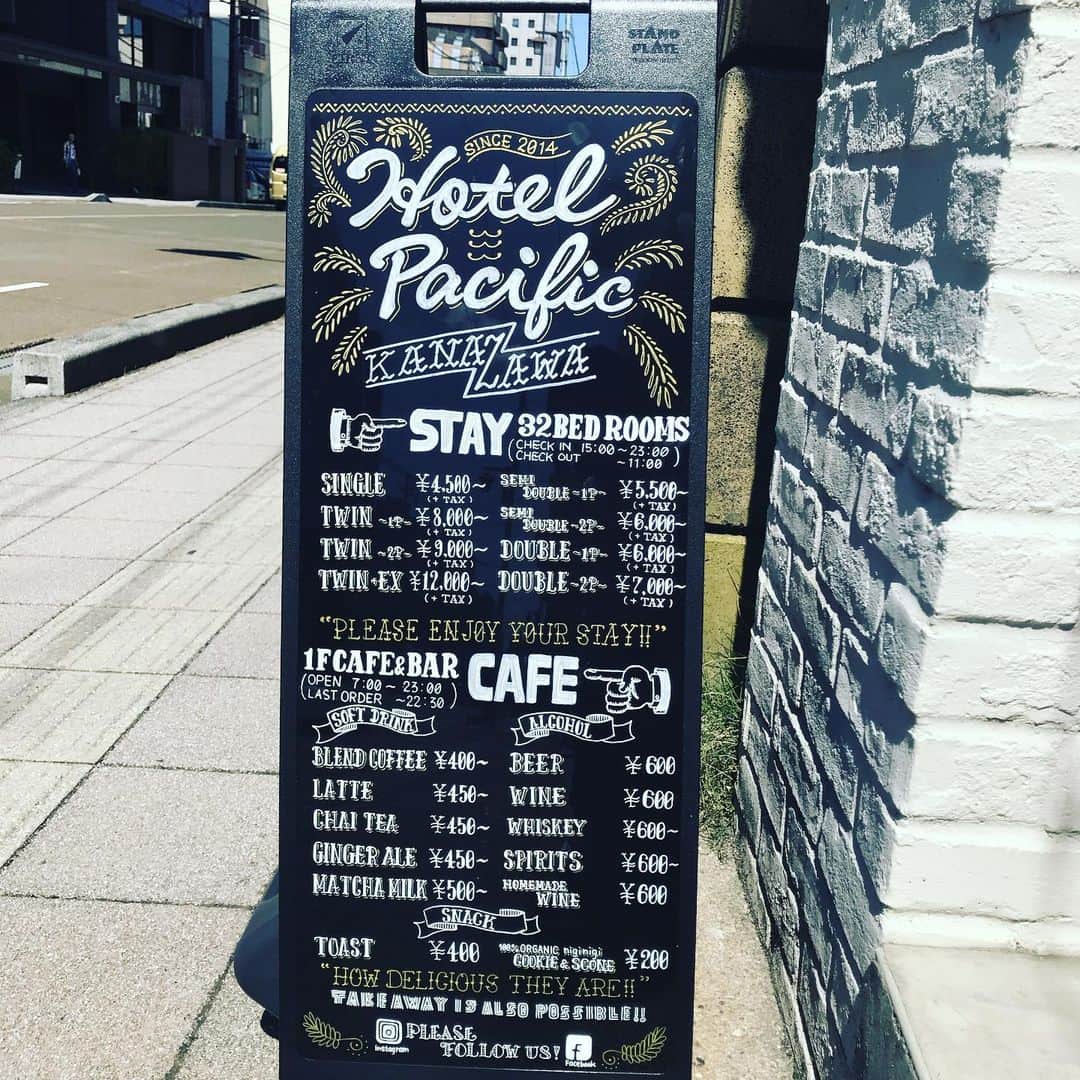 STAND
PLATE
SINCE 2014
Hotel
Pacific
KANAZAWA
STAY 32 BED ROOMS
(CHECK IN 15:00~23:00
CHECK OUT ~11:00)
SINGLE ¥4,500~ (+TAX) SEMI DOUBLE ~1P~ ¥5,500~ (+TAX)
TWIN ~1P~ ¥8,000~ (+TAX) SEMI DOUBLE ~2P~ ¥6,000~ (+TAX)
TWIN ~2P~ ¥9,000~ (+TAX) DOUBLE ~1P~ ¥6,000~ (+TAX)
TWIN+EX ¥12,000~ (+TAX) DOUBLE ~2P~ ¥7,000~ (+TAX)
"PLEASE ENJOY YOUR STAY!!"
1F CAFE & BAR CAFE
(OPEN 7:00 ~ 23:00
LAST ORDER ~22:30)
SOFT DRINK ALCOHOL
BLEND COFFEE ¥400~ BEER ¥600
LATTE ¥450~ WINE ¥600
CHAI TEA ¥450~ WHISKEY ¥600~
GINGER ALE ¥450~ SPIRITS ¥600~
MATCHA MILK ¥500~ HOMEMADE WINE ¥600
SNACK
TOAST ¥400 100% ORGANIC niginigi COOKIE & SCONE ¥200
"HOW DELICIOUS THEY ARE!!"
TAKE AWAY IS ALSO POSSIBLE!!
Instagram PLEASE FOLLOW US! Facebook